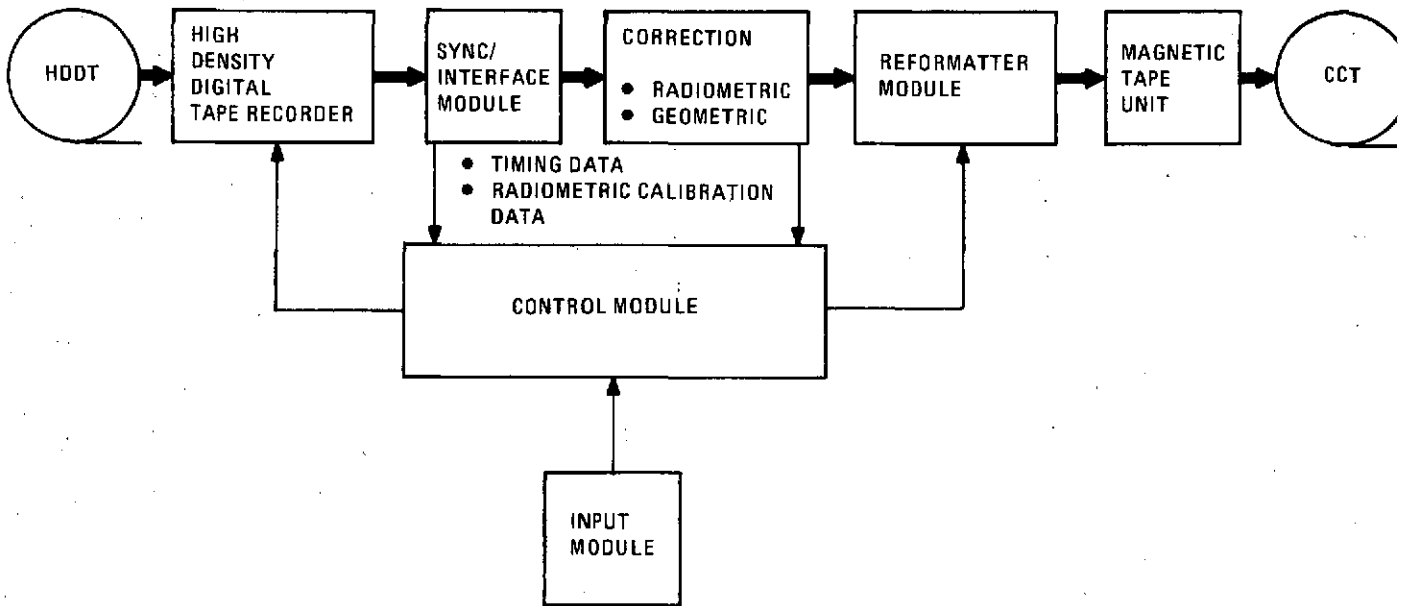 HDDT
HIGH
DENSITY
DIGITAL
TAPE RECORDER
SYNC/
INTERFACE
MODULE
CORRECTION
● RADIOMETRIC
● GEOMETRIC
REFORMATTER
MODULE
MAGNETIC
TAPE
UNIT
CCT
● TIMING DATA
● RADIOMETRIC CALIBRATION
DATA
CONTROL MODULE
INPUT
MODULE